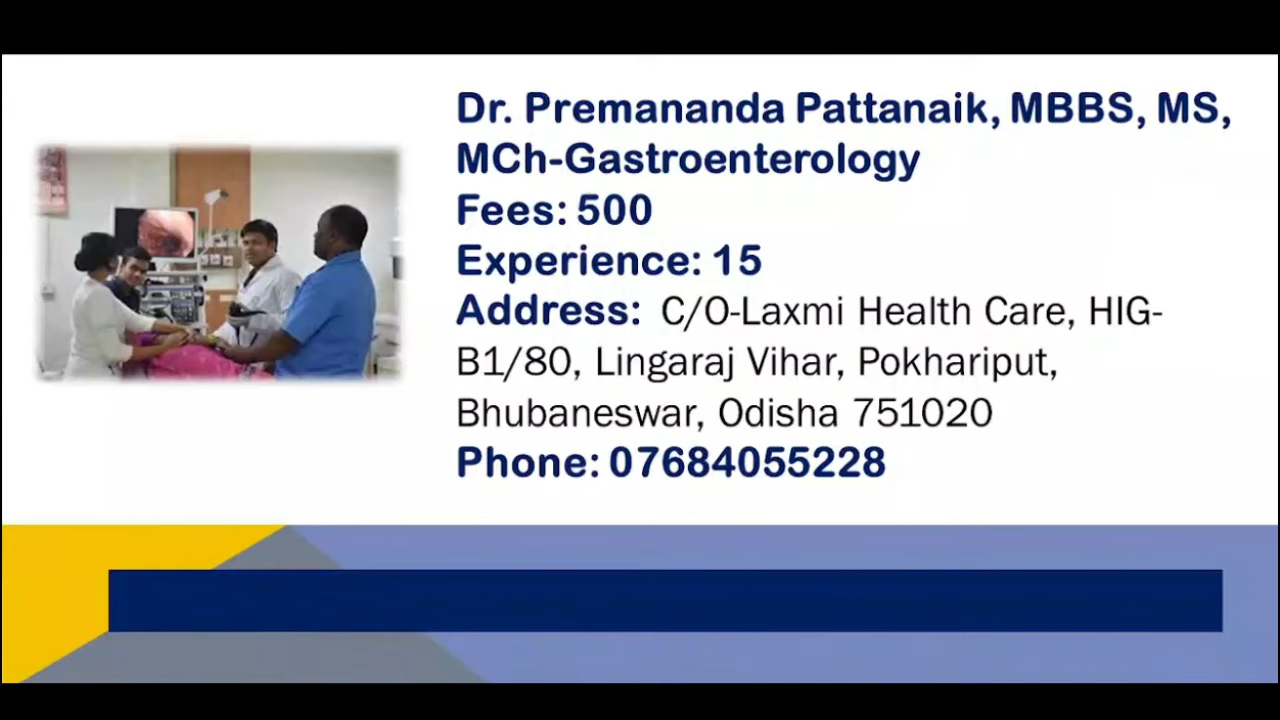 Dr. Premananda Pattanaik, MBBS, MS,
MCh-Gastroenterology
Fees: 500
Experience: 15
Address: C/O-Laxmi Health Care, HIG-
B1/80, Lingaraj Vihar, Pokhariput,
Bhubaneswar, Odisha 751020
Phone: 07684055228